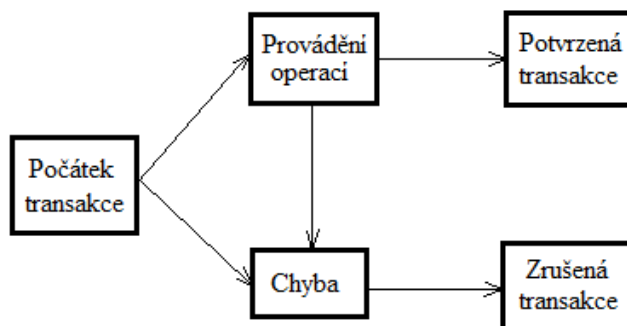 Provádění
operací
Potvrzená
transakce
Počátek
transakce
Chyba
Zrušená
transakce